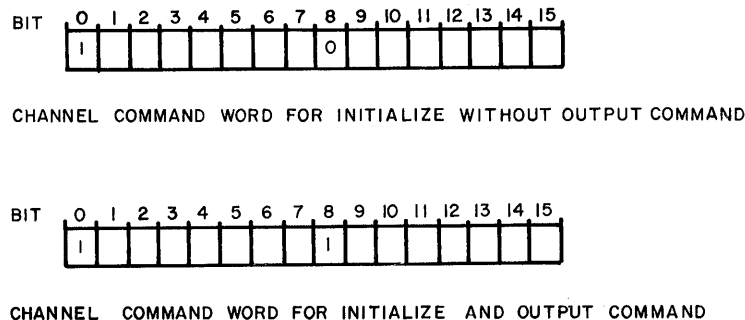 BIT 0 1 2 3 4 5 6 7 8 9 10 11 12 13 14 15
1 0
CHANNEL COMMAND WORD FOR INITIALIZE WITHOUT OUTPUT COMMAND
BIT 0 1 2 3 4 5 6 7 8 9 10 11 12 13 14 15
1 1
CHANNEL COMMAND WORD FOR INITIALIZE AND OUTPUT COMMAND